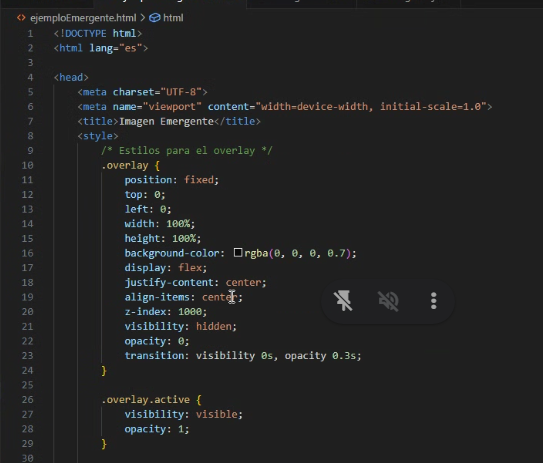 ejemploEmergente.html > html
1 <!DOCTYPE html>
2 <html lang="es">
3
4 <head>
5 <meta charset="UTF-8">
6 <meta name="viewport" content="width=device-width, initial-scale=1.0">
7 <title>Imagen Emergente</title>
8 <style>
9 /* Estilos para el overlay */
10 .overlay {
11 position: fixed;
12 top: 0;
13 left: 0;
14 width: 100%;
15 height: 100%;
16 background-color: rgba(0, 0, 0, 0.7);
17 display: flex;
18 justify-content: center;
19 align-items: center;
20 z-index: 1000;
21 visibility: hidden;
22 opacity: 0;
23 transition: visibility 0s, opacity 0.3s;
24 }
25
26 .overlay.active {
27 visibility: visible;
28 opacity: 1;
29 }
30